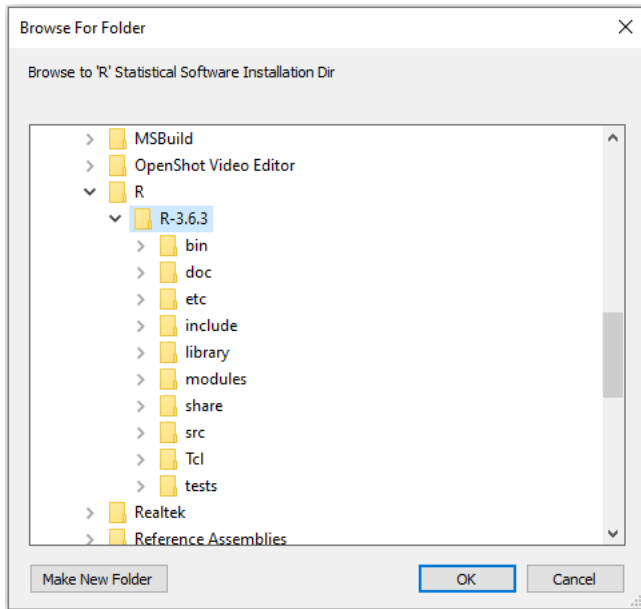 Browse For Folder
Browse to 'R' Statistical Software Installation Dir
MSBuild
OpenShot Video Editor
R
R-3.6.3
bin
doc
etc
include
library
modules
share
src
Tcl
tests
Realtek
Reference Assemblies
Make New Folder
OK
Cancel